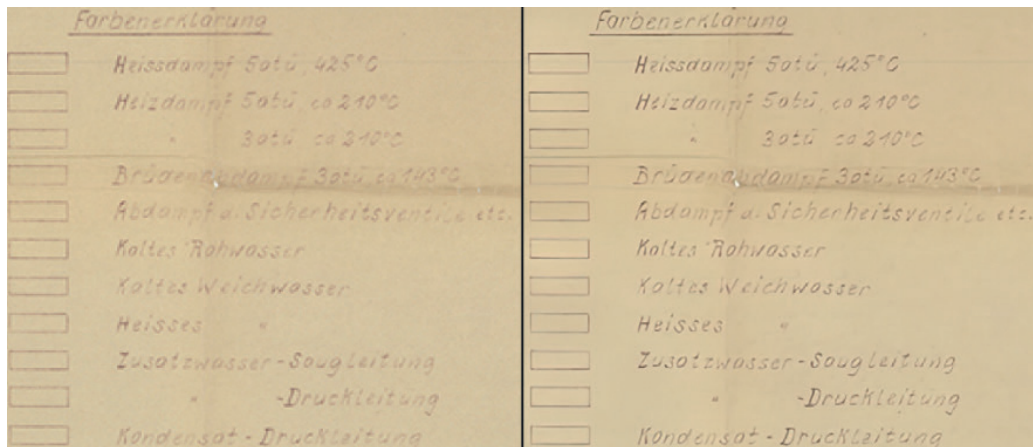 Farbenerklärung
Heissdampf 5atü, 425°C
Heizdampf 5atü, ca 210°C
" 3atü ca 210°C
Brüdenabdampf 3atü ca 143°C
Abdampf d. Sicherheitsventile etc.
Kaltes Rohwasser
Kaltes Weichwasser
Heisses "
Zusatzwasser - Saugleitung
" - Druckleitung
Kondensat - Druckleitung
Farbenerklärung
Heissdampf 5atü, 425°C
Heizdampf 5atü, ca 210°C
" 3atü ca 210°C
Brüdenabdampf 3atü ca 143°C
Abdampf d. Sicherheitsventile etc.
Kaltes Rohwasser
Kaltes Weichwasser
Heisses "
Zusatzwasser - Saugleitung
" - Druckleitung
Kondensat - Druckleitung